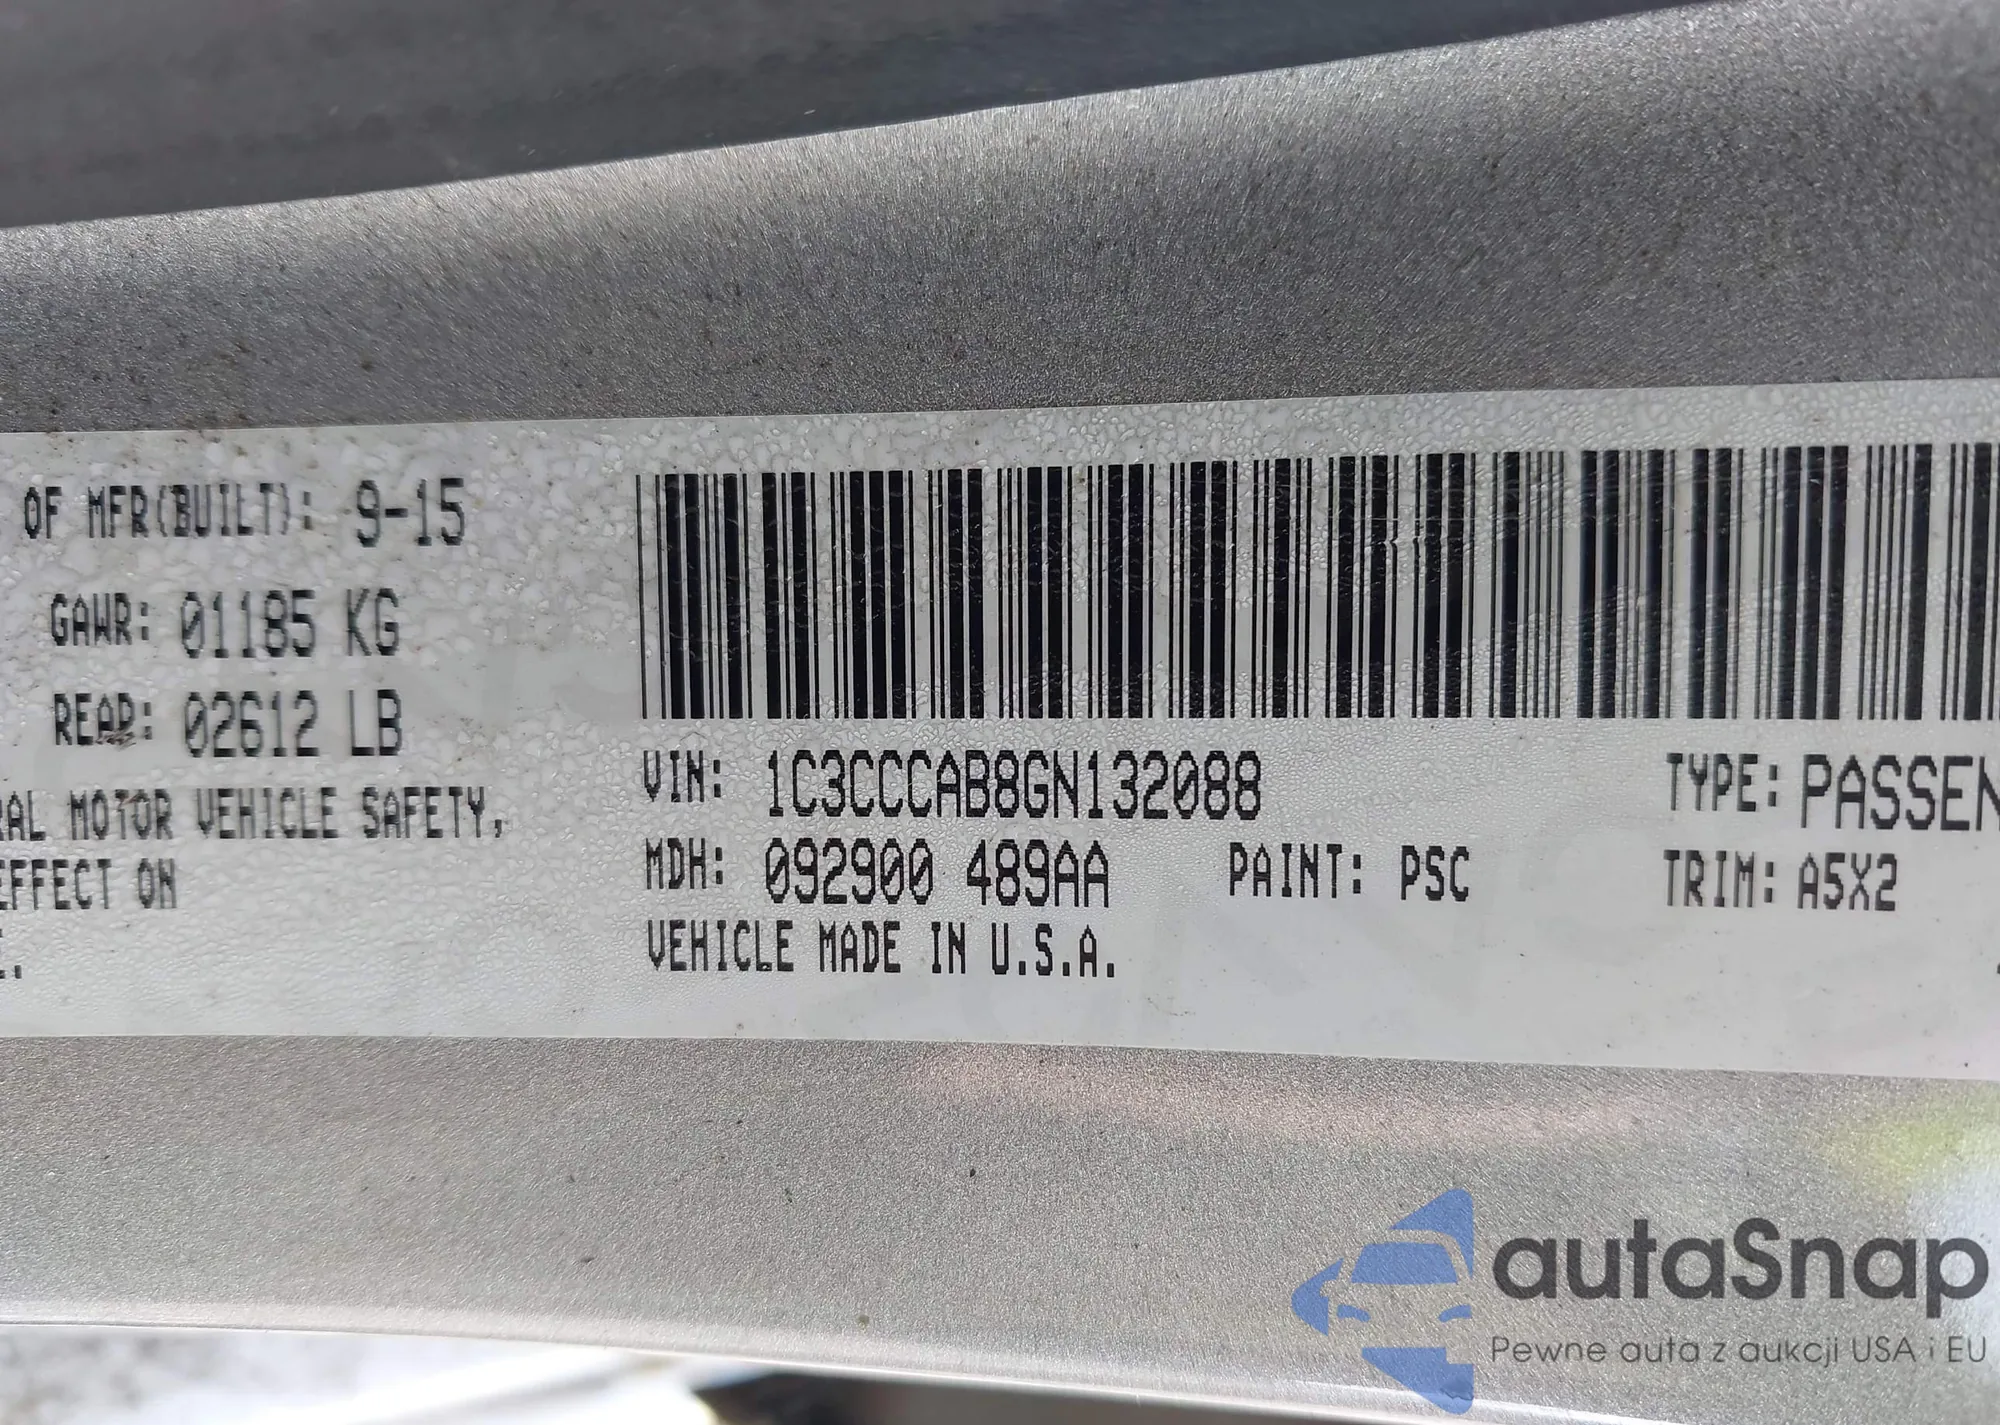 OF MFR(BUILT): 9-15
GAWR: 01185 KG
REAR: 02612 LB
RAL MOTOR VEHICLE SAFETY,
EFFECT ON
VIN: 1C3CCCAB8GN132088
TYPE: PASSEN
MDH: 092900 489AA
PAINT: PSC
TRIM: A5X2
VEHICLE MADE IN U.S.A.
autaSnap
Pewne auta z aukcji USA i EU